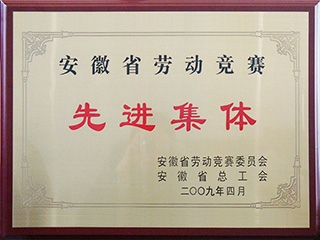 安徽省劳动竞赛
先进集体
安徽省劳动竞赛委员会
安徽省总工会
二〇〇九年四月